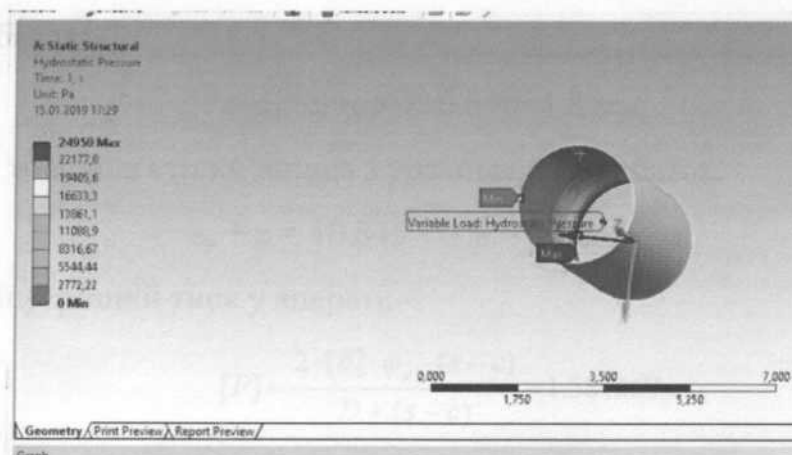 A: Static Structural
Hydrostatic Pressure
Time: 1, s
Unit: Pa
15.01.2019 17:29
24950 Max
22177,8
19405,6
16633,3
13861,1
11088,9
8316,67
5544,44
2772,22
0 Min
Min
Variable Load: Hydrostatic Pressure
Max
0,000
3,500
7,000
1,750
5,250
Geometry Print Preview Report Preview